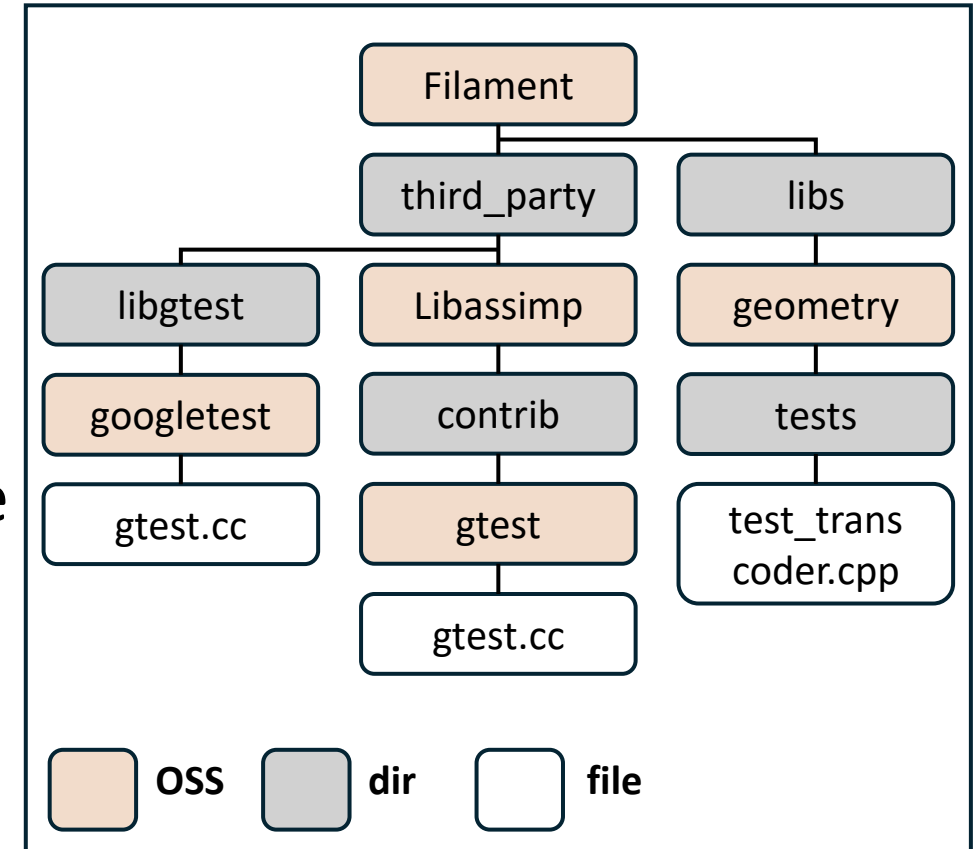 Filament
third_party
libs
libgtest
Libassimp
geometry
googletest
contrib
tests
e
gtest.cc
gtest
test_trans
coder.cpp
gtest.cc
OSS
dir
file